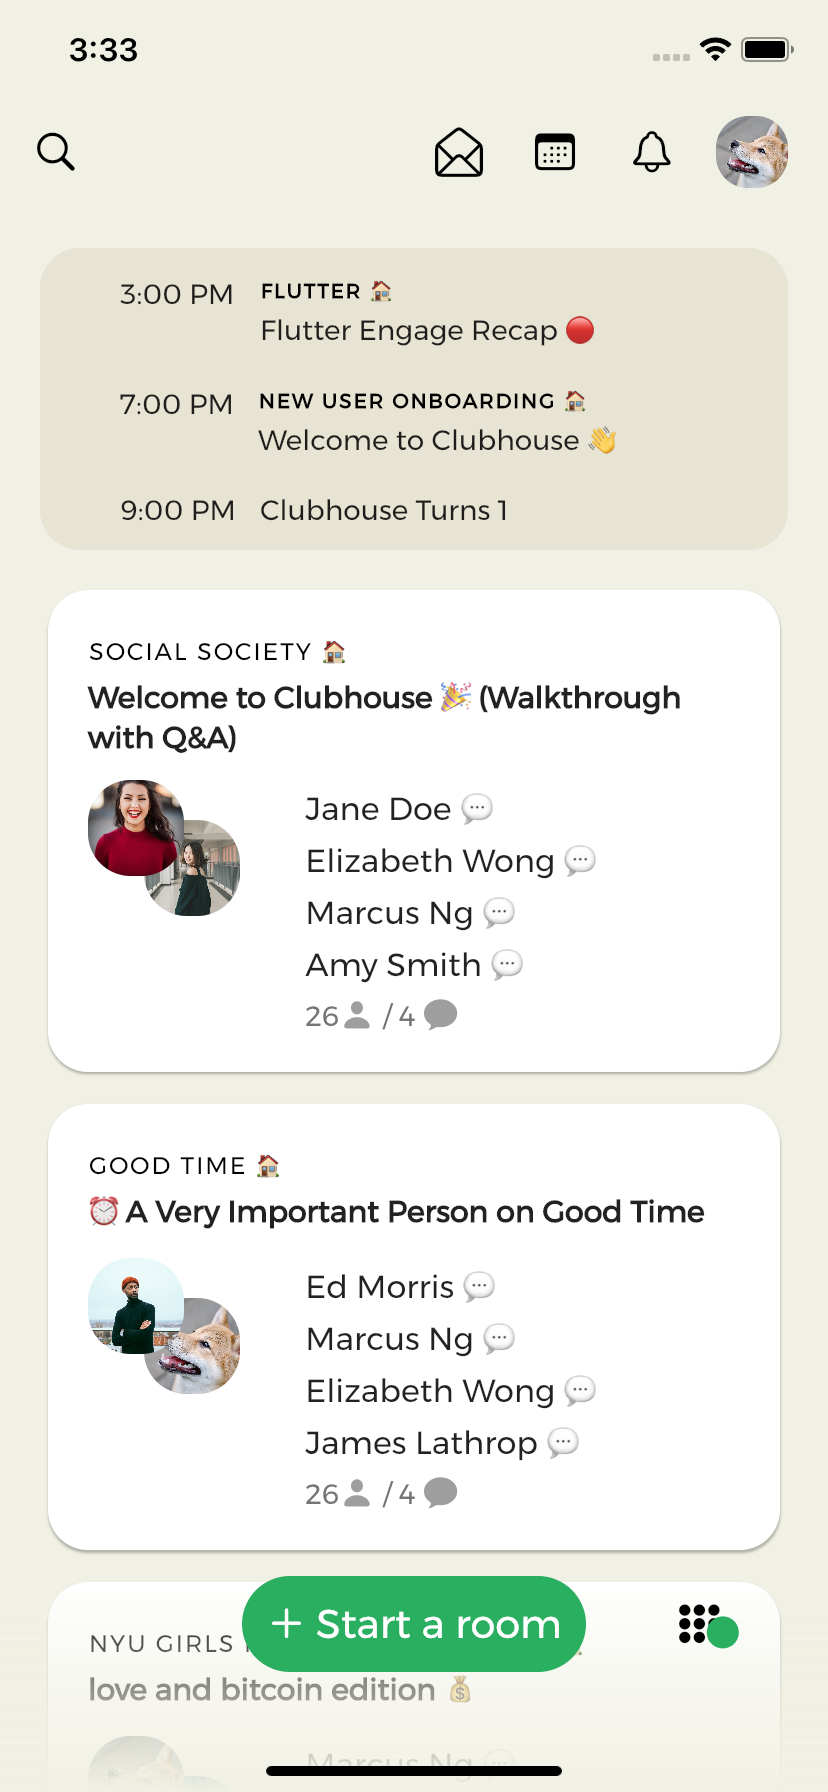 3:33
3:00 PM FLUTTER 🏠
Flutter Engage Recap 🔴
7:00 PM NEW USER ONBOARDING 🏠
Welcome to Clubhouse 👋
9:00 PM Clubhouse Turns 1
SOCIAL SOCIETY 🏠
Welcome to Clubhouse 🎉 (Walkthrough
with Q&A)
Jane Doe 💬
Elizabeth Wong 💬
Marcus Ng 💬
Amy Smith 💬
26 / 4
GOOD TIME 🏠
⏰ A Very Important Person on Good Time
Ed Morris 💬
Marcus Ng 💬
Elizabeth Wong 💬
James Lathrop 💬
26 / 4
NYU GIRLS
+ Start a room
love and bitcoin edition 💰
Marcus Ng 💬